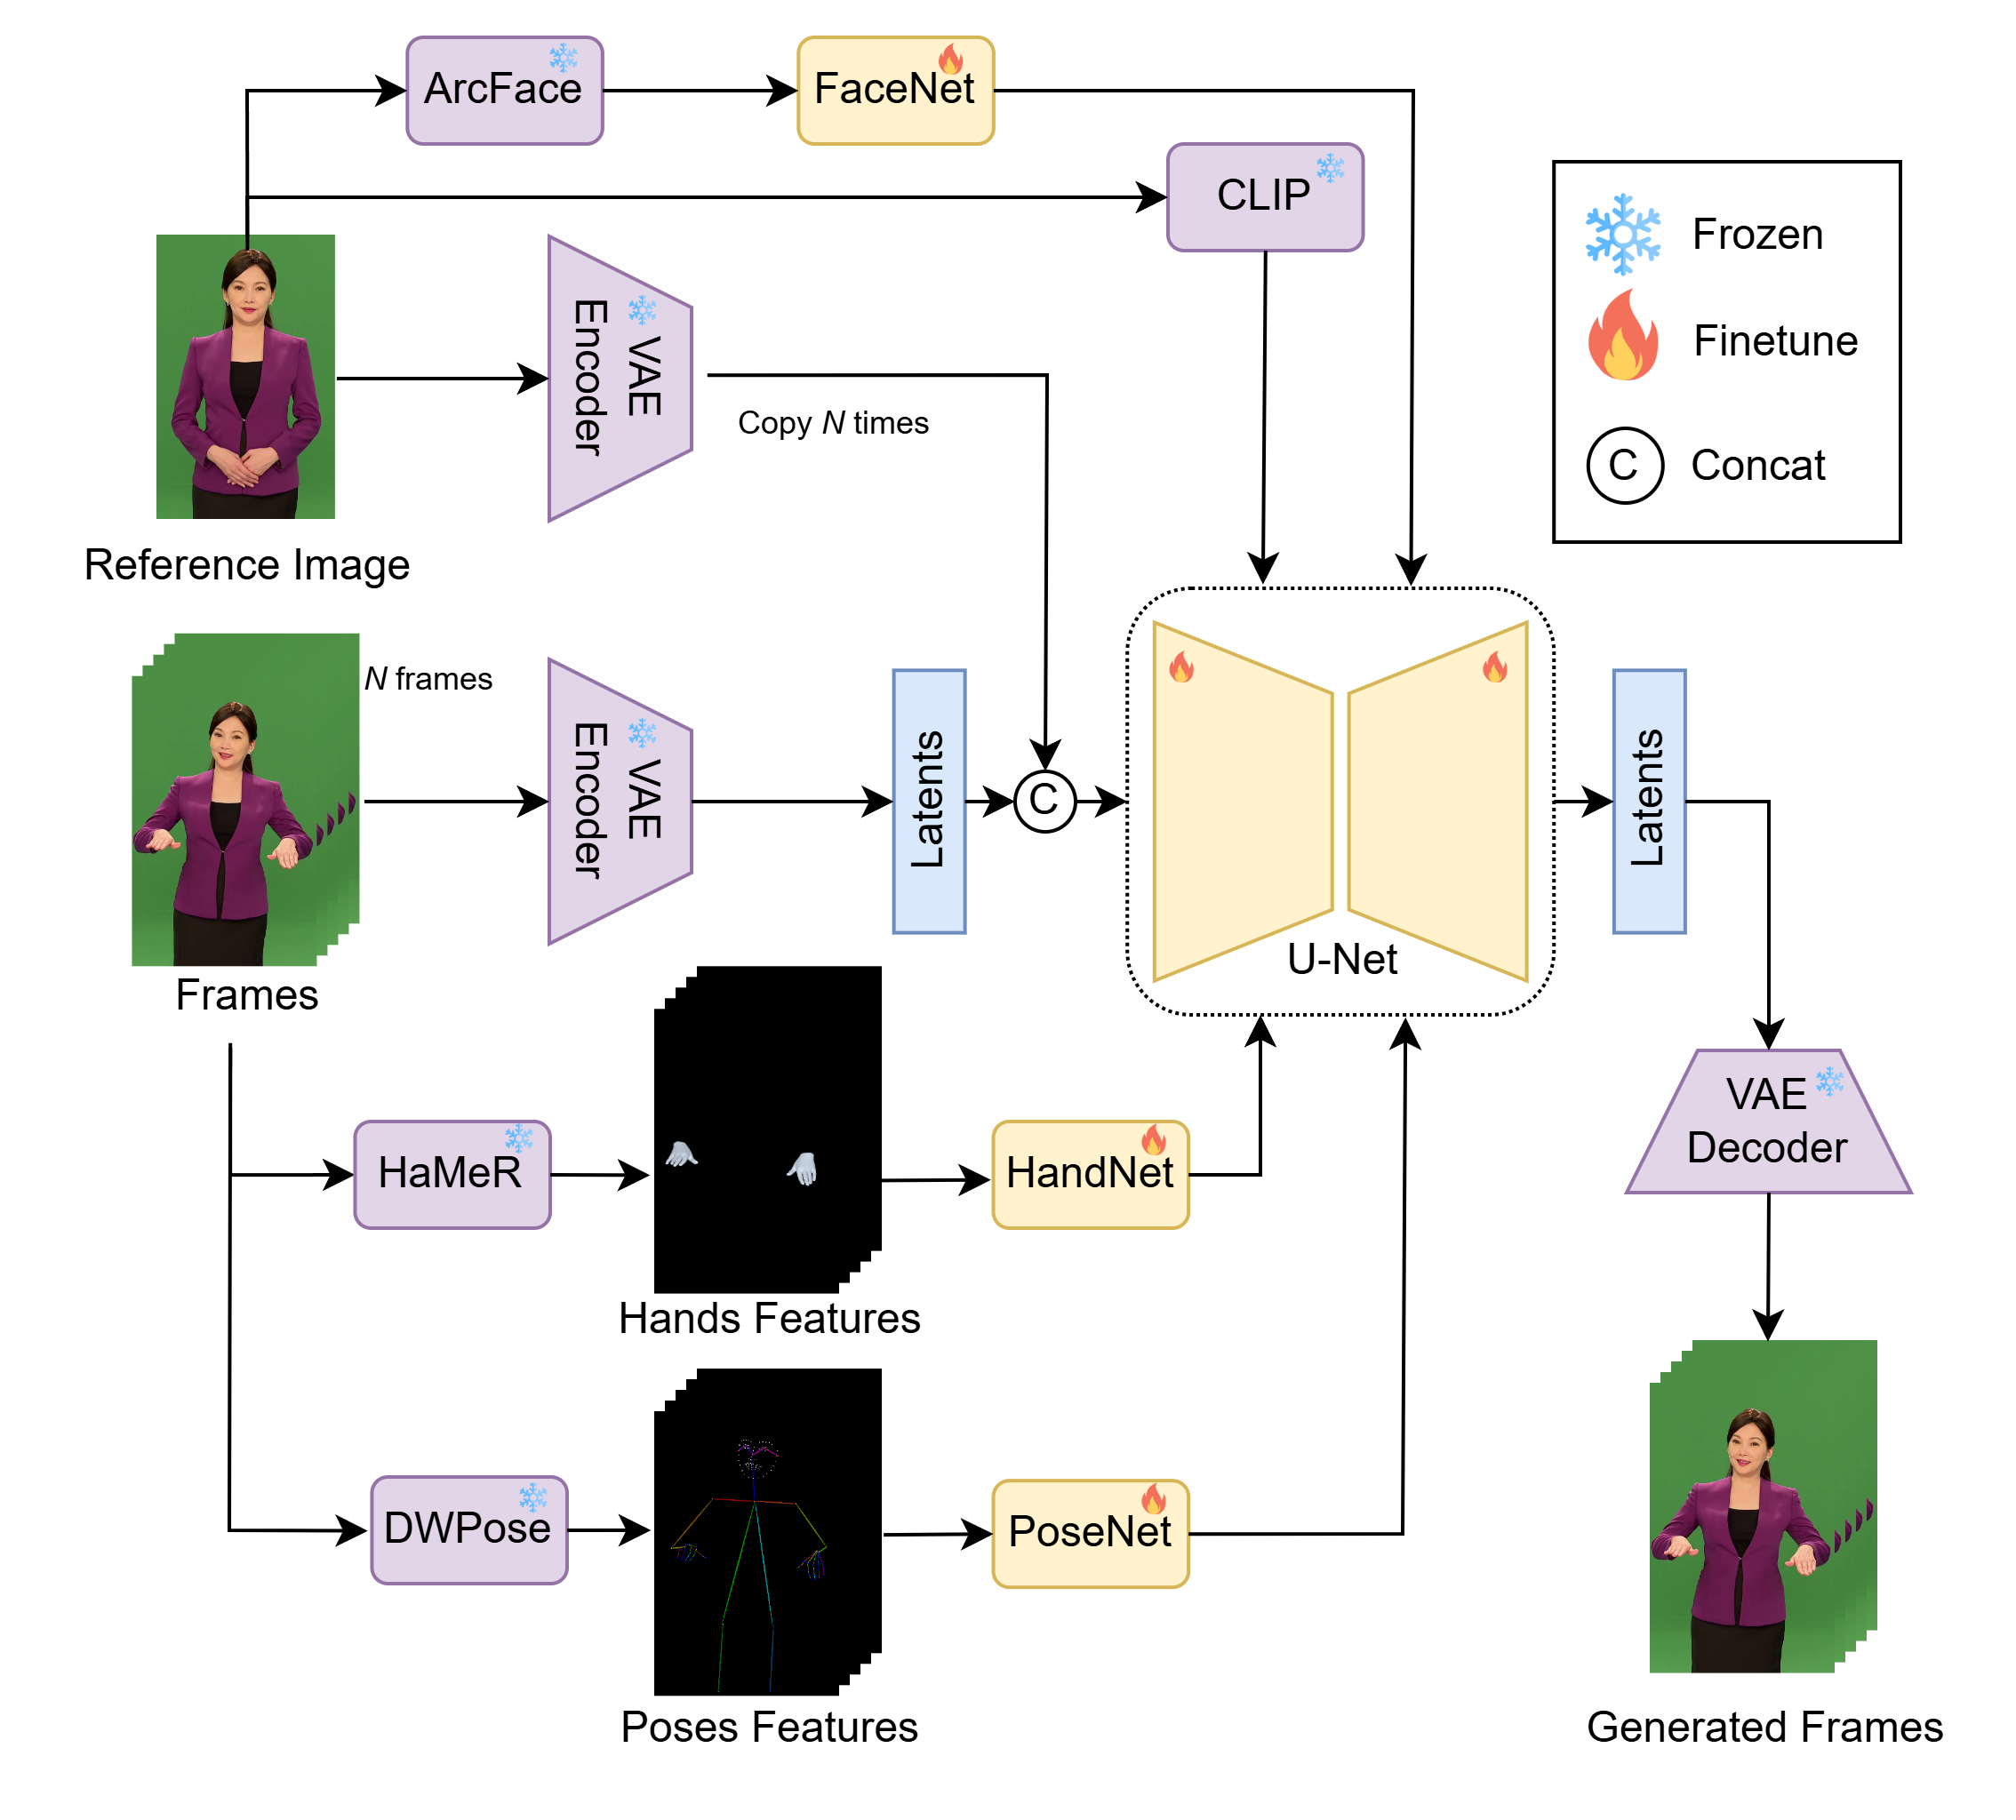 ArcFace
FaceNet
CLIP
Frozen
Finetune
C
Concat
VAE
Encoder
Copy N times
Reference Image
N frames
VAE
Encoder
Latents
C
U-Net
Latents
Frames
HaMeR
Hands Features
HandNet
VAE
Decoder
DWPose
Poses Features
PoseNet
Generated Frames